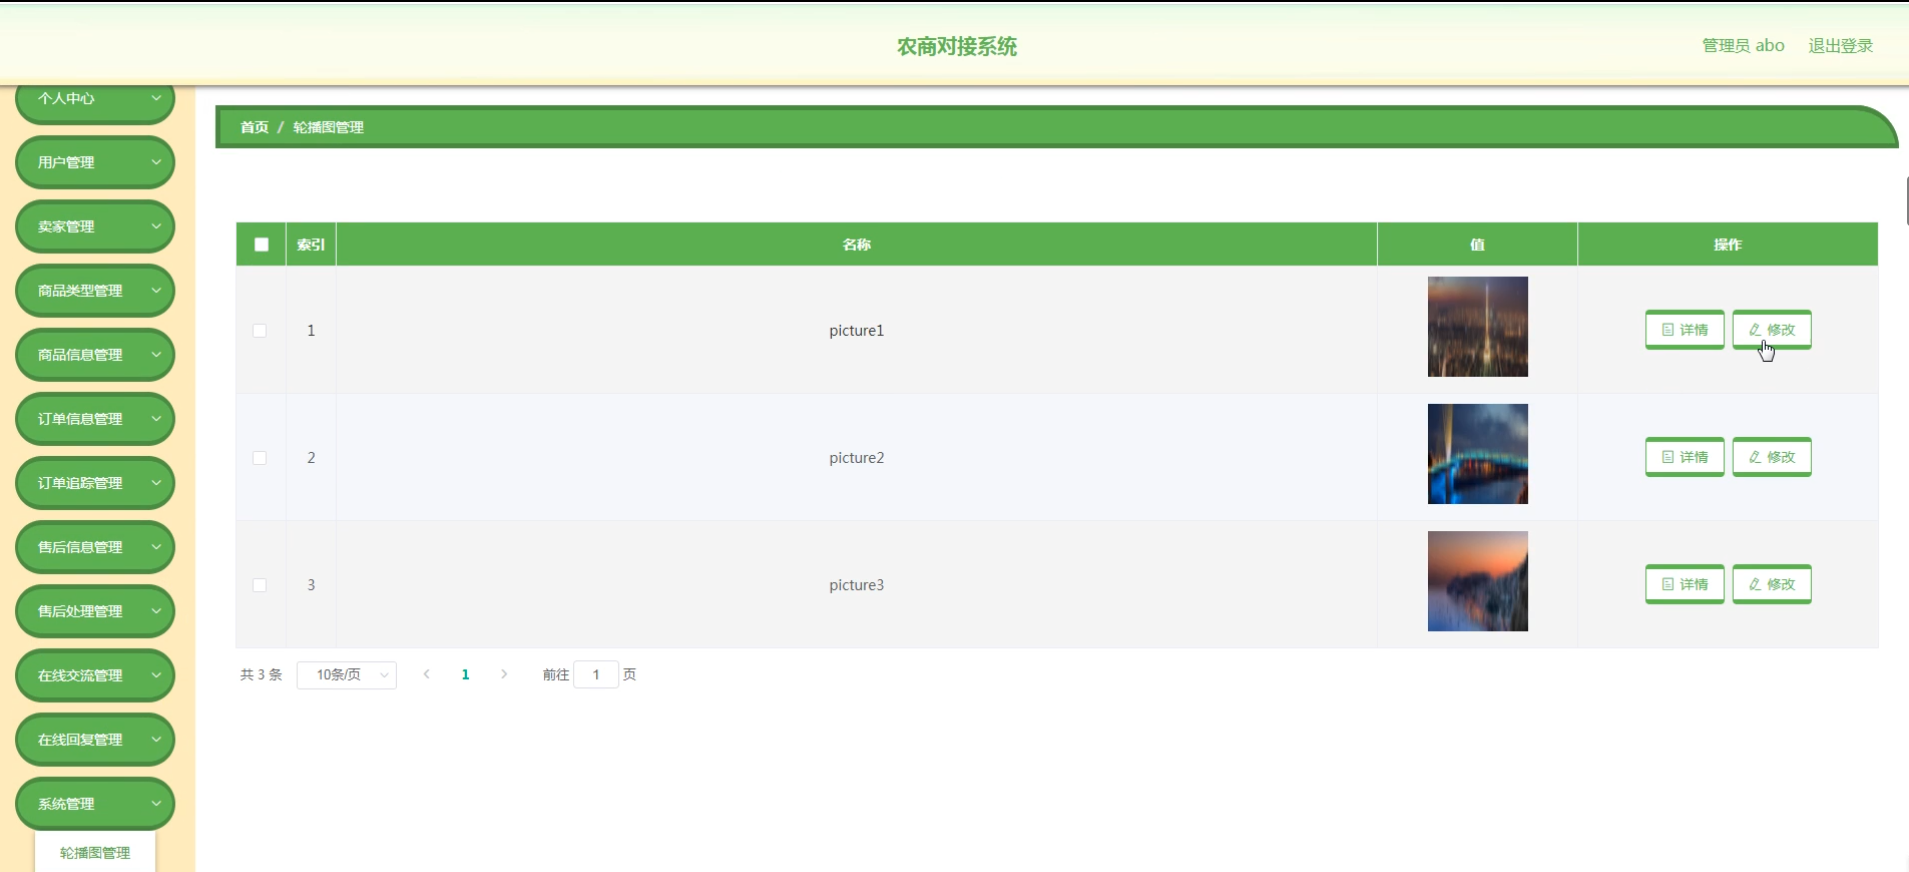 农商对接系统
管理员 abo 退出登录
个人中心
用户管理
卖家管理
商品类型管理
商品信息管理
订单信息管理
订单追踪管理
售后信息管理
售后处理管理
在线交流管理
在线回复管理
系统管理
轮播图管理
首页 / 轮播图管理
索引 名称 值 操作
1 picture1 详情 修改
2 picture2 详情 修改
3 picture3 详情 修改
共 3 条 10条/页 1 前往 1 页